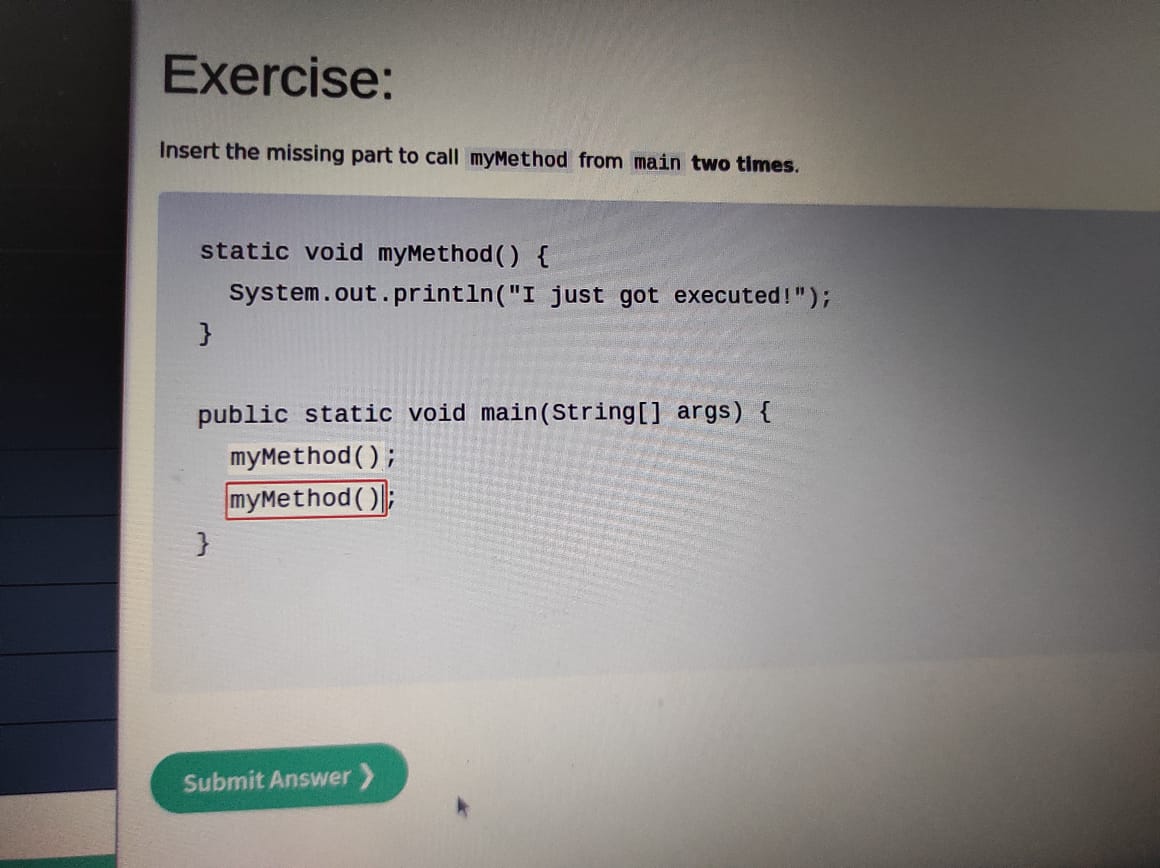 Exercise:
Insert the missing part to call myMethod from main two times.
static void myMethod() {
System.out.println("I just got executed!");
}
public static void main(String[] args) {
myMethod();
myMethod();
}
Submit Answer ❯